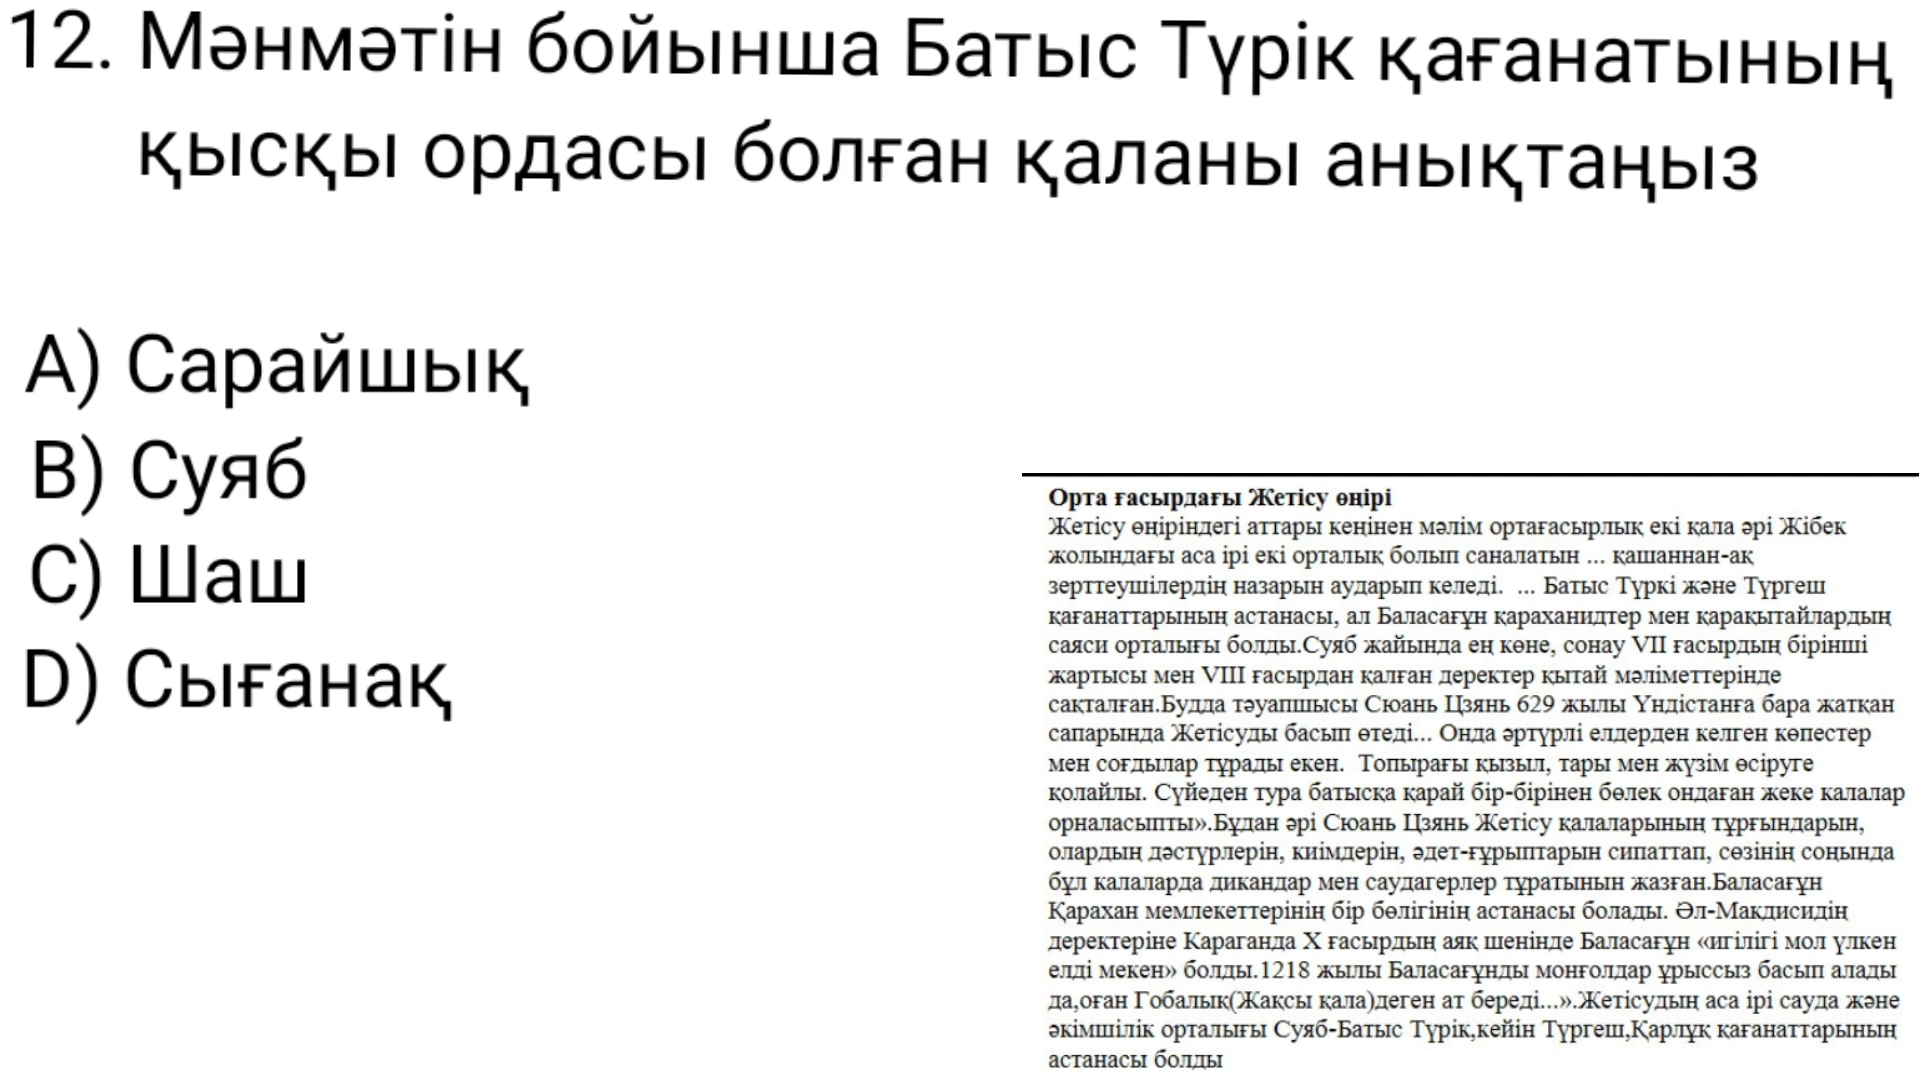 12. Мәнмәтін бойынша Батыс Түрік қағанатының
қысқы ордасы болған қаланы анықтаңыз
A) Сарайшық
B) Суяб
C) Шаш
D) Сығанақ
Орта ғасырдағы Жетісу өңірі
Жетісу өңіріндегі аттары кеңінен мәлім ортағасырлық екі қала әрі Жібек
жолындағы аса ірі екі орталық болып саналатын ... қашаннан-ақ
зерттеушілердің назарын аударып келеді.  ... Батыс Түркі және Түргеш
қағанаттарының астанасы, ал Баласағұн қараханидтер мен қарақытайлардың
саяси орталығы болды.Суяб жайында ең көне, сонау VII ғасырдың бірінші
жартысы мен VIII ғасырдан қалған деректер қытай мәліметтерінде
сақталған.Будда тәуапшысы Сюань Цзянь 629 жылы Үндістанға бара жатқан
сапарында Жетісуды басып өтеді... Онда әртүрлі елдерден келген көпестер
мен соғдылар тұрады екен.  Топырағы қызыл, тары мен жүзім өсіруге
қолайлы. Сүйеден тура батысқа қарай бір-бірінен бөлек ондаған жеке калалар
орналасыпты».Бұдан әрі Сюань Цзянь Жетісу қалаларының тұрғындарын,
олардың дәстүрлерін, киімдерін, әдет-ғұрыптарын сипаттап, сөзінің соңында
бұл калаларда дикандар мен саудагерлер тұратынын жазған.Баласағұн
Қарахан мемлекеттерінің бір бөлігінің астанасы болады. Әл-Макдисидің
деректеріне Караганда X ғасырдың аяқ шенінде Баласағұн «игілігі мол үлкен
елді мекен» болды.1218 жылы Баласағұнды монғолдар ұрыссыз басып алады
да,оған Гобалық(Жақсы қала)деген ат береді...».Жетісудың аса ірі сауда және
әкімшілік орталығы Суяб-Батыс Түрік,кейін Түргеш,Қарлұқ қағанаттарының
астанасы болды